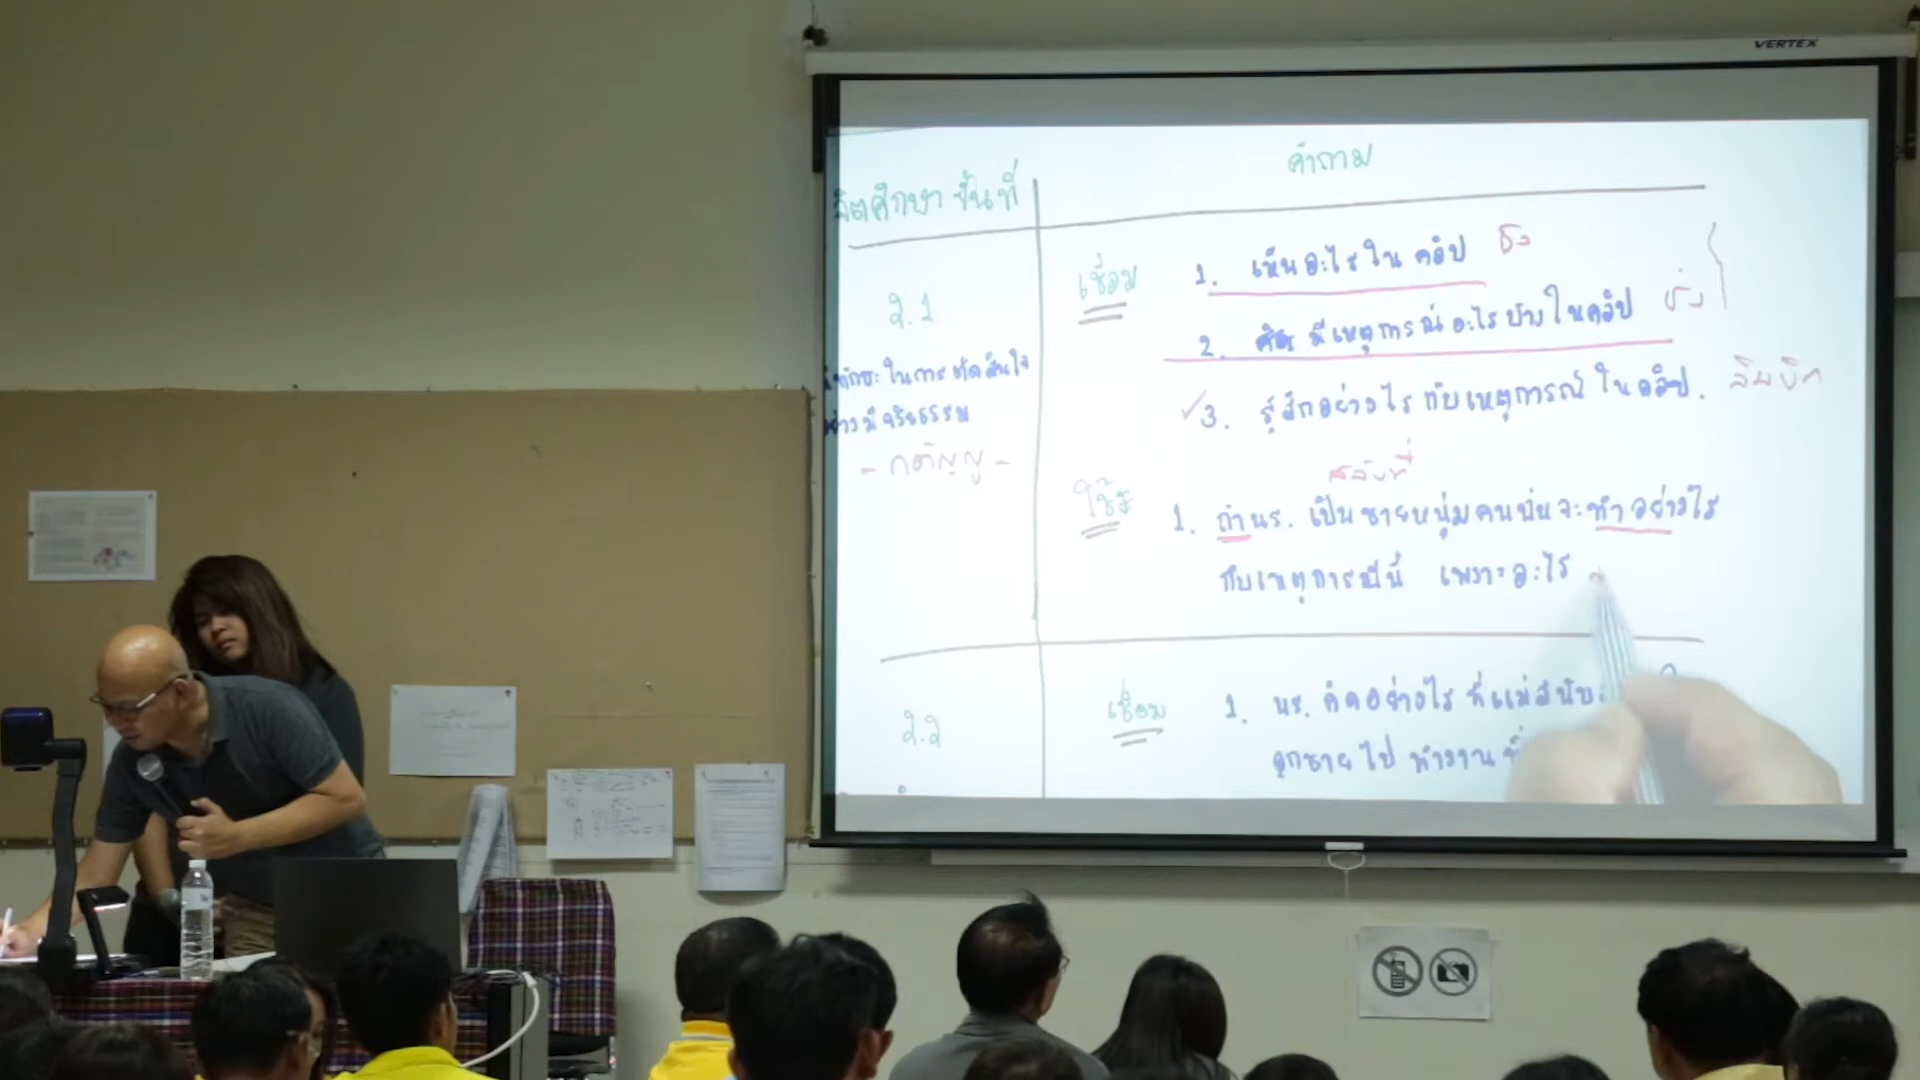 VERTEX
คำถาม
จิตศึกษา ขั้นที่
เชื่อม
1. เห็นอะไรในคลิป
2. มีเหตุการณ์อะไรบ้างในคลิป
3. รู้สึกอย่างไรกับเหตุการณ์ในคลิป.
2.1
ทักษะในการตัดสินใจ
อย่างมีจริยธรรม
- กตัญญู -
ใช้
1. ถ้า นร. เป็นชายหนุ่มคนนั้นจะทำอย่างไร
กับเหตุการณ์นี้ เพราะอะไร
2.2
เชื่อม
1. นร. คิดอย่างไรที่แม่สนับ
ลูกชายไปทำงาน